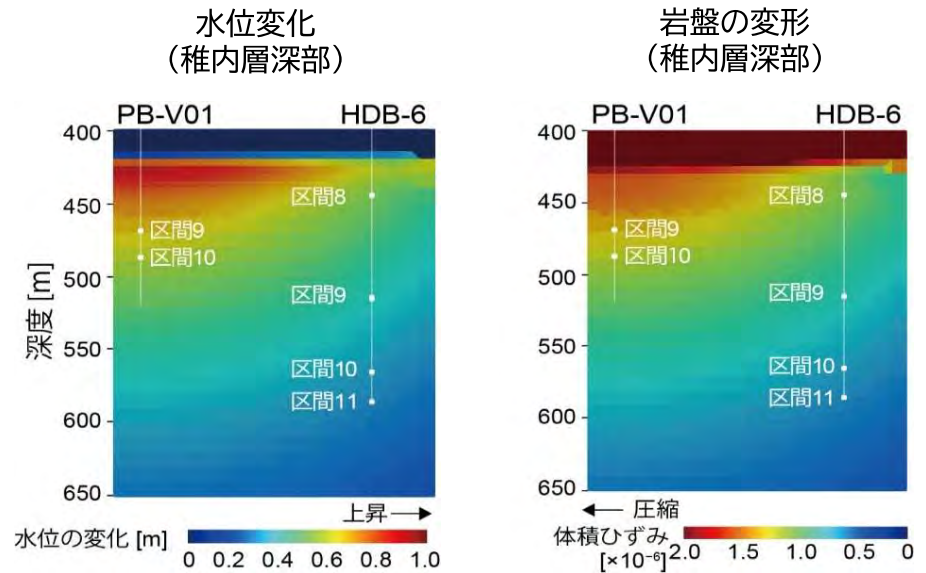 水位変化
（稚内層深部）
PB-V01
HDB-6
深度 [m]
400
450
500
550
600
650
区間8
区間9
区間10
区間9
区間10
区間11
上昇
水位の変化 [m]
0 0.2 0.4 0.6 0.8 1.0
岩盤の変形
（稚内層深部）
PB-V01
HDB-6
400
450
500
550
600
650
区間8
区間9
区間10
区間9
区間10
区間11
圧縮
体積ひずみ
[×10⁻⁶]
2.0 1.5 1.0 0.5 0